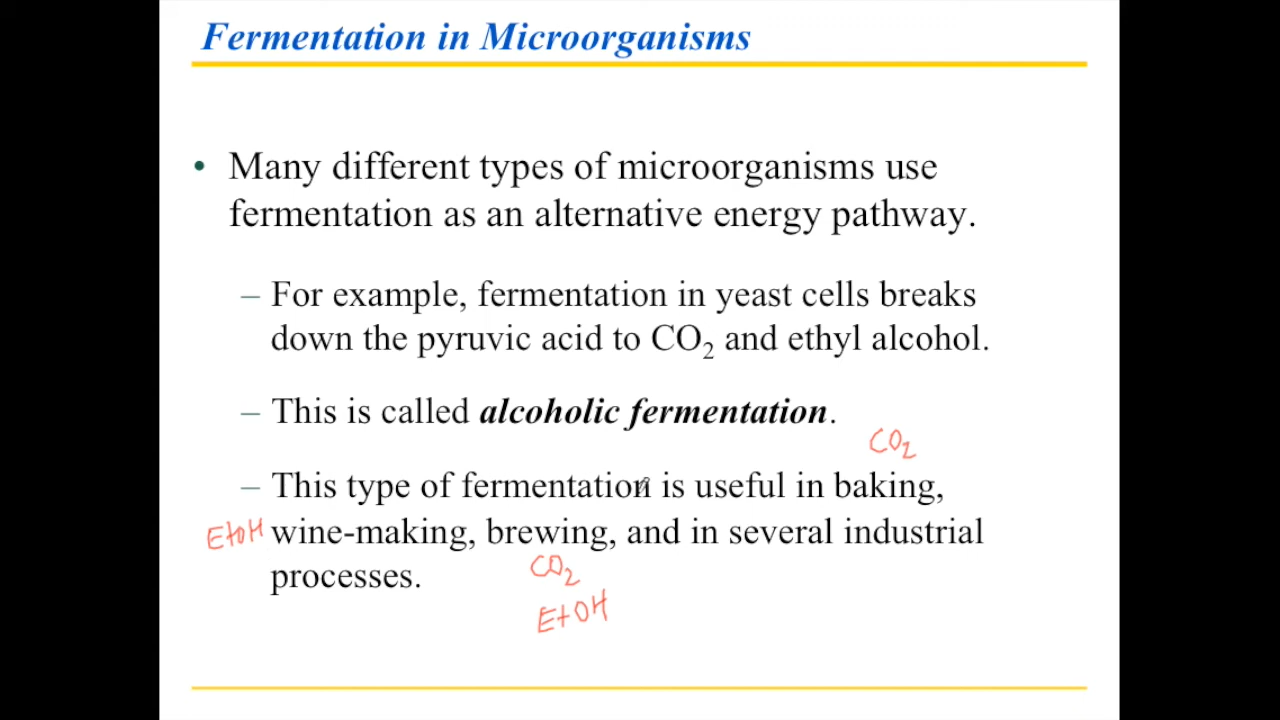 Fermentation in Microorganisms
• Many different types of microorganisms use
fermentation as an alternative energy pathway.
– For example, fermentation in yeast cells breaks
down the pyruvic acid to CO₂ and ethyl alcohol.
– This is called alcoholic fermentation.
CO₂
– This type of fermentation is useful in baking,
EtOH wine-making, brewing, and in several industrial
CO₂
processes.
EtOH